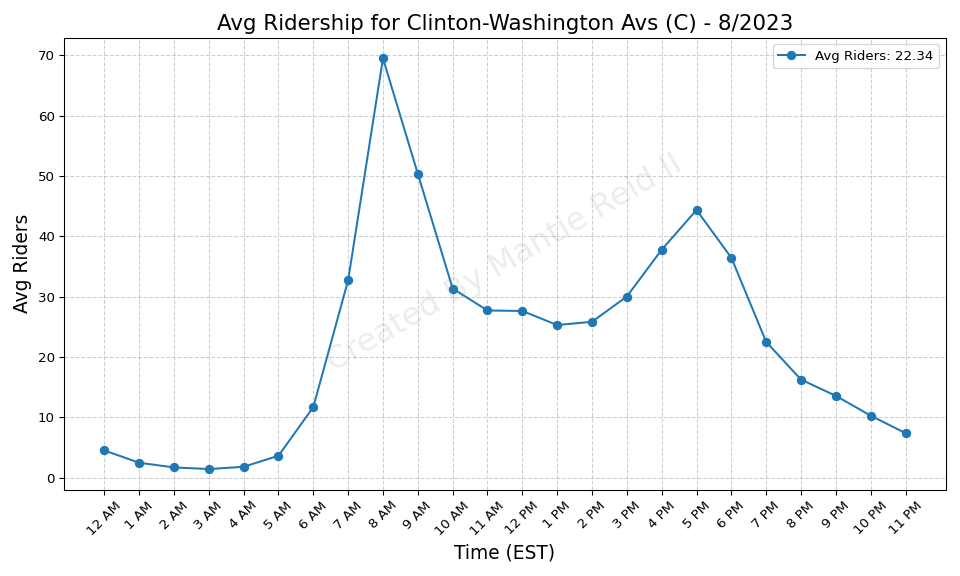 Avg Ridership for Clinton-Washington Avs (C) - 8/2023
Avg Riders: 22.34
70
60
50
40
30
20
10
0
Avg Riders
Created By Mantie Reid II
12 AM
1 AM
2 AM
3 AM
4 AM
5 AM
6 AM
7 AM
8 AM
9 AM
10 AM
11 AM
12 PM
1 PM
2 PM
3 PM
4 PM
5 PM
6 PM
7 PM
8 PM
9 PM
10 PM
11 PM
Time (EST)